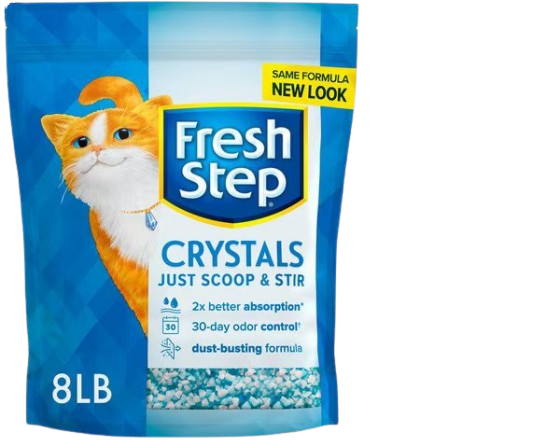 SAME FORMULA
NEW LOOK
Fresh
Step®
CRYSTALS
JUST SCOOP & STIR
2x better absorption*
30
30-day odor control†
dust-busting formula
8LB